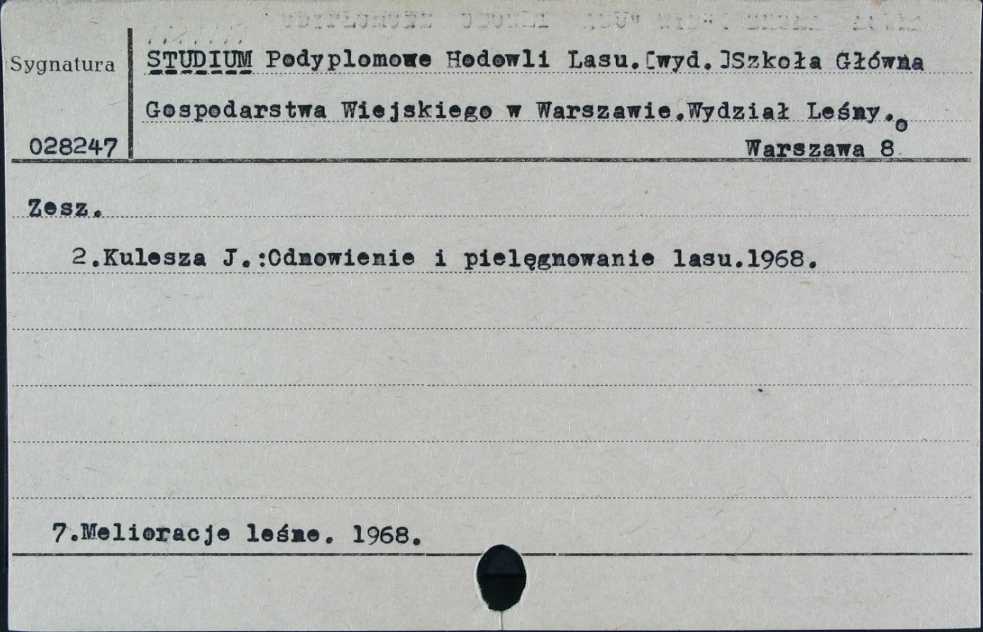 Sygnatura
STUDIUM Podyplomowe Hodowli Lasu.[wyd.]Szkoła Główna
Gospodarstwa Wiejskiego w Warszawie.Wydział Leśny.
028247
Warszawa 8°
Zesz.
2.Kulesza J.:Odnowienie i pielęgnowanie lasu.1968.
7.Melioracje leśne. 1968.